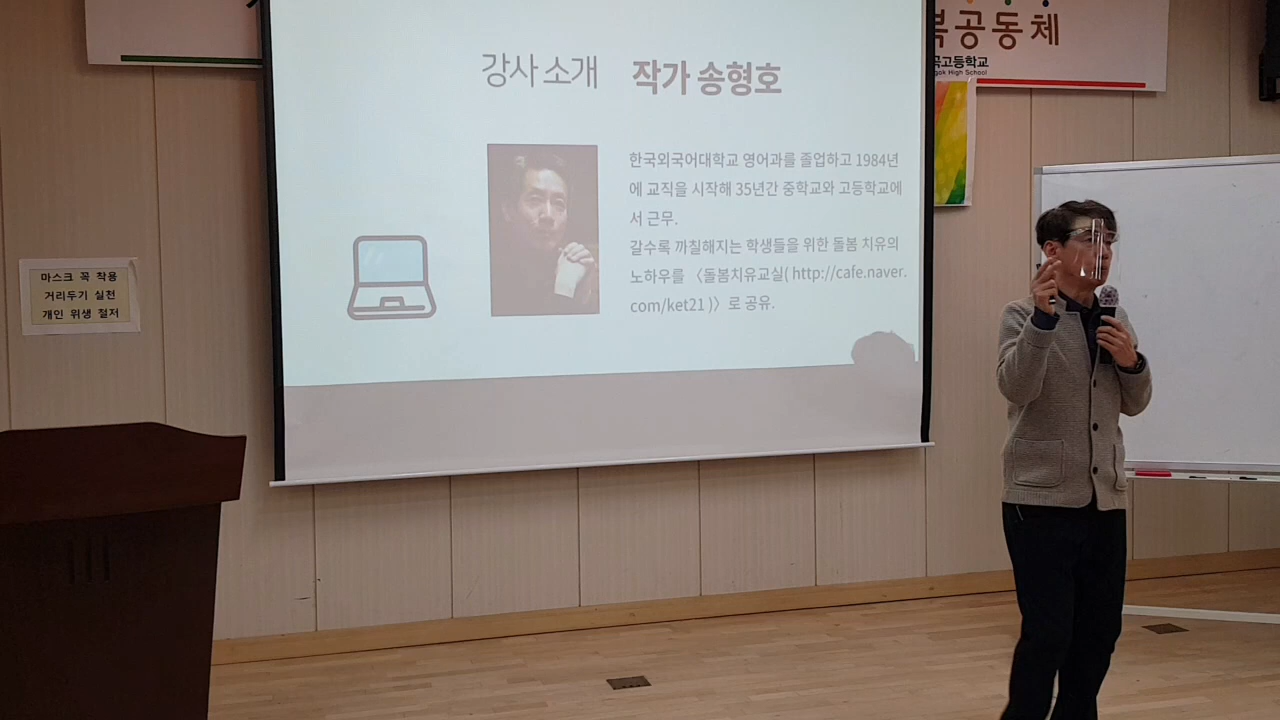 복공동체
곡고등학교
gok High School
강사 소개
작가 송형호
한국외국어대학교 영어과를 졸업하고 1984년
에 교직을 시작해 35년간 중학교와 고등학교에
서 근무.
갈수록 까칠해지는 학생들을 위한 돌봄 치유의
노하우를 〈돌봄치유교실( http://cafe.naver.
com/ket21 )〉로 공유.
마스크 꼭 착용
거리두기 실천
개인 위생 철저